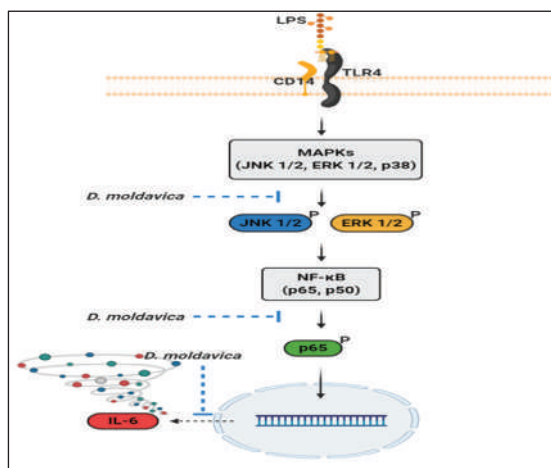 LPS
CD14
TLR4
MAPKs
(JNK 1/2, ERK 1/2, p38)
D. moldavica
P
P
JNK 1/2
ERK 1/2
NF-κB
(p65, p50)
D. moldavica
P
p65
D. moldavica
IL-6